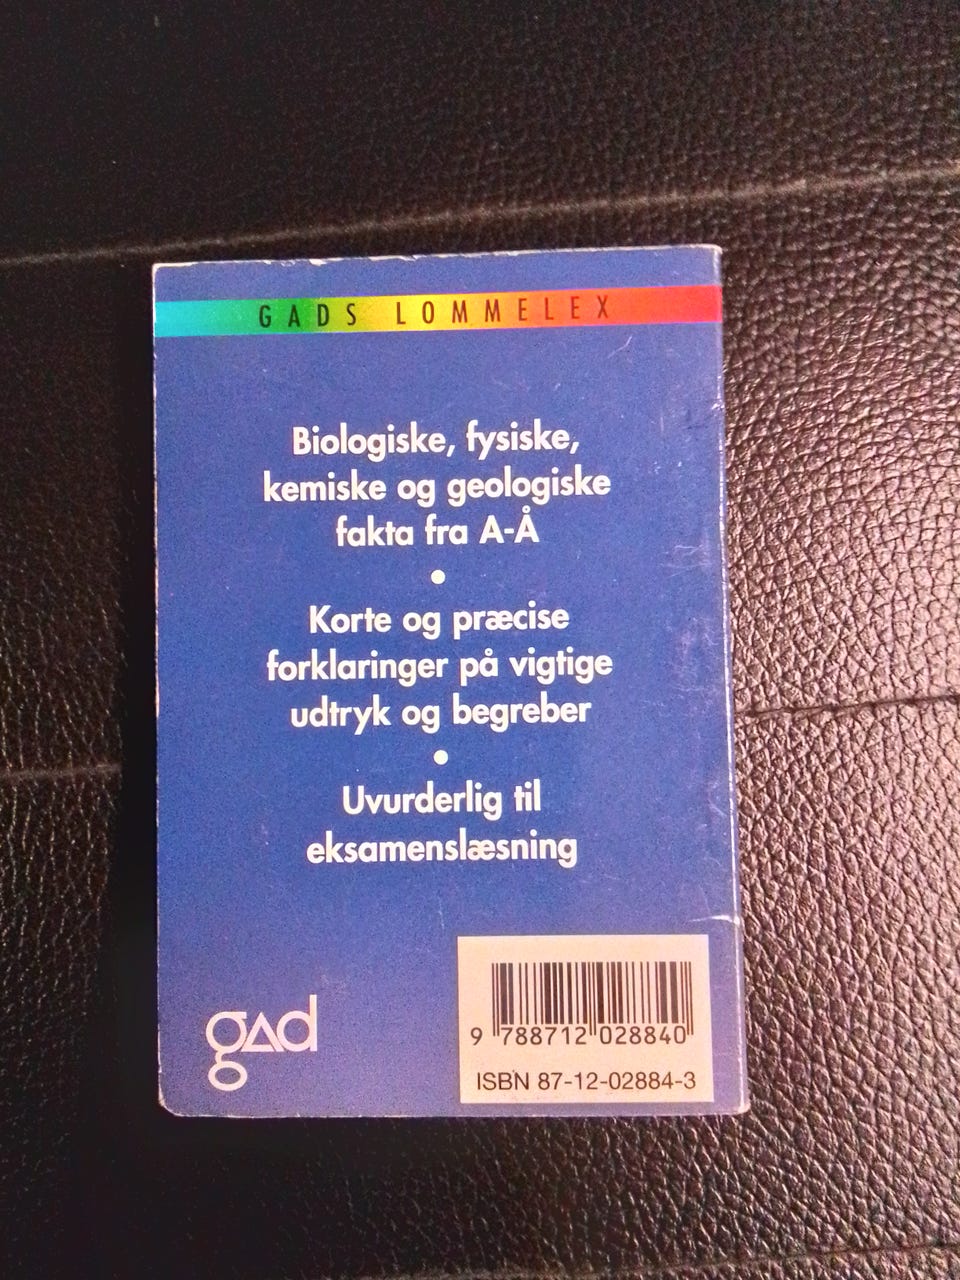 GADS LOMMELEX
Biologiske, fysiske,
kemiske og geologiske
fakta fra A-Å
•
Korte og præcise
forklaringer på vigtige
udtryk og begreber
•
Uvurderlig til
eksamenslæsning
gad
9 788712 028840
ISBN 87-12-02884-3